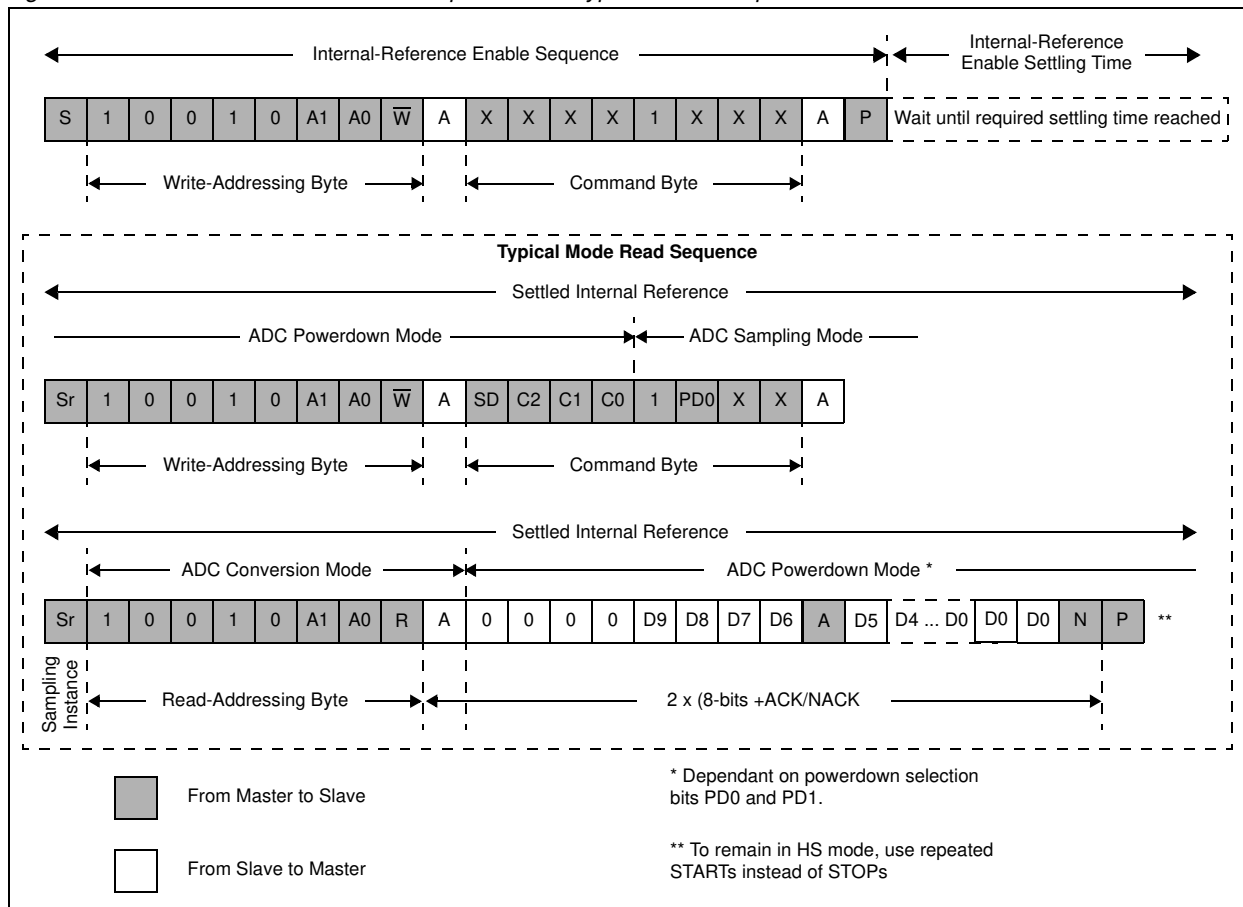 Internal-Reference Enable Sequence
Internal-Reference
Enable Settling Time
S 1 0 0 1 0 A1 A0 W̅ A X X X X 1 X X X A P Wait until required settling time reached
Write-Addressing Byte Command Byte
Typical Mode Read Sequence
Settled Internal Reference
ADC Powerdown Mode ADC Sampling Mode
Sr 1 0 0 1 0 A1 A0 W̅ A SD C2 C1 C0 1 PD0 X X A
Write-Addressing Byte Command Byte
Settled Internal Reference
ADC Conversion Mode ADC Powerdown Mode *
Sr 1 0 0 1 0 A1 A0 R A 0 0 0 0 D9 D8 D7 D6 A D5 D4 ... D0 D0 D0 N P **
Sampling
Instance
Read-Addressing Byte 2 x (8-bits +ACK/NACK
From Master to Slave
* Dependant on powerdown selection
bits PD0 and PD1.
From Slave to Master
** To remain in HS mode, use repeated
STARTs instead of STOPs